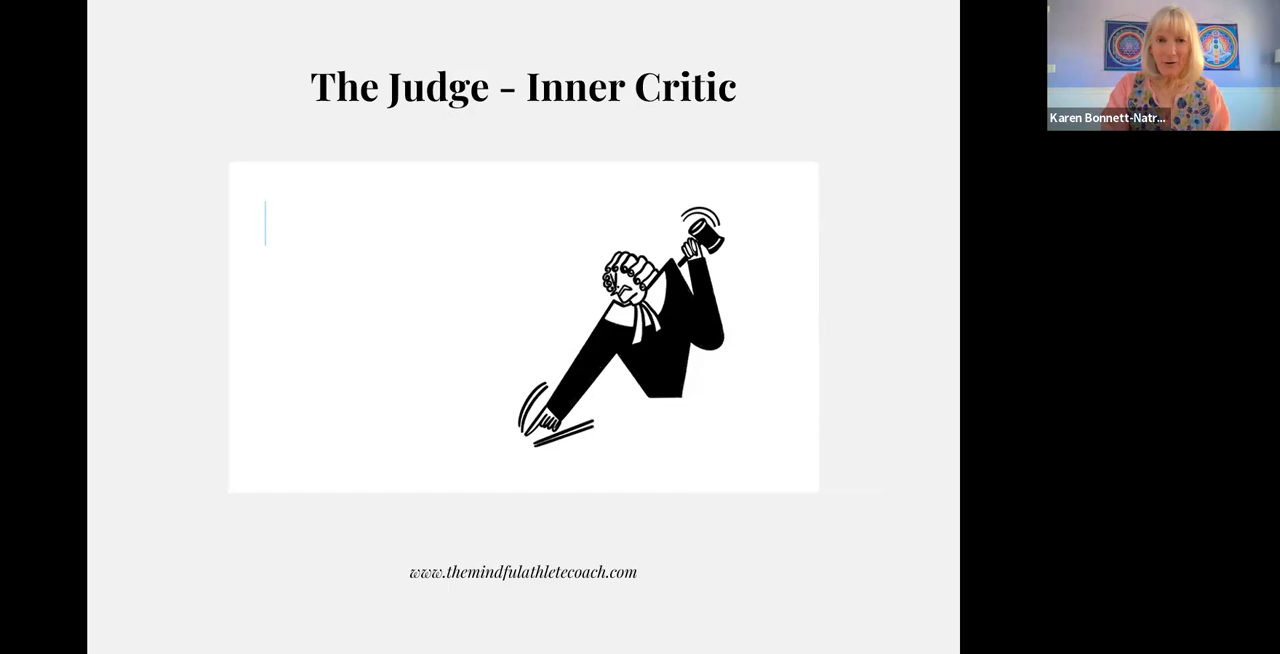 The Judge - Inner Critic
Karen Bonnett-Natr...
www.themindfulathletecoach.com